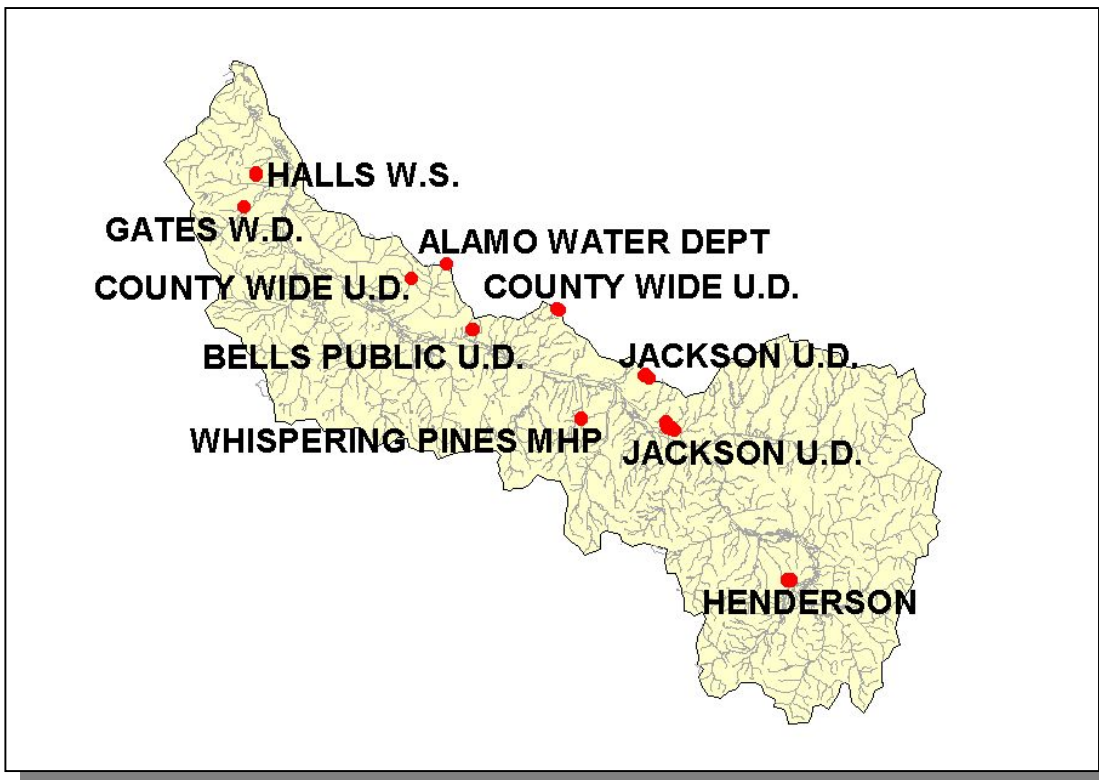 HALLS W.S.
GATES W.D.
ALAMO WATER DEPT
COUNTY WIDE U.D.
COUNTY WIDE U.D.
BELLS PUBLIC U.D.
JACKSON U.D.
WHISPERING PINES MHP
JACKSON U.D.
HENDERSON